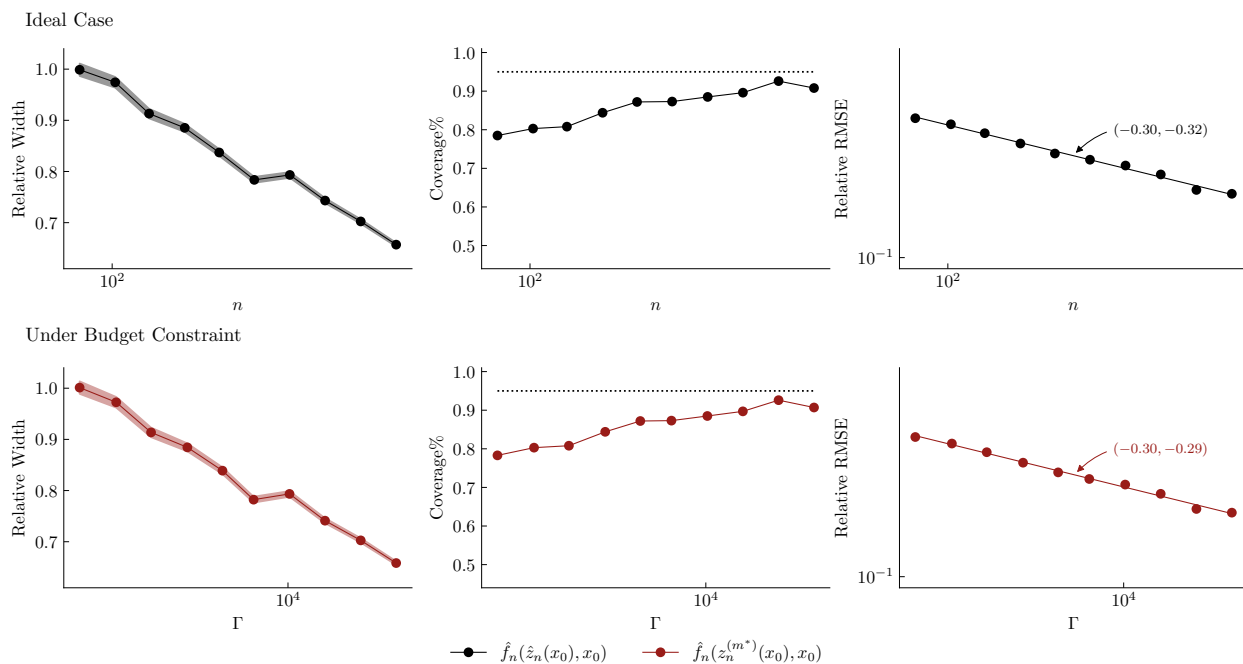 Ideal Case
Relative Width
1.0
0.9
0.8
0.7
10^2
n
Coverage%
1.0
0.9
0.8
0.7
0.6
0.5
10^2
n
Relative RMSE
10^{-1}
(−0.30, −0.32)
10^2
n
Under Budget Constraint
Relative Width
1.0
0.9
0.8
0.7
10^4
Γ
Coverage%
1.0
0.9
0.8
0.7
0.6
0.5
10^4
Γ
Relative RMSE
10^{-1}
(−0.30, −0.29)
10^4
Γ
\hat{f}_n(\hat{z}_n(x_0), x_0)
\hat{f}_n(z_n^{(m^*)}(x_0), x_0)